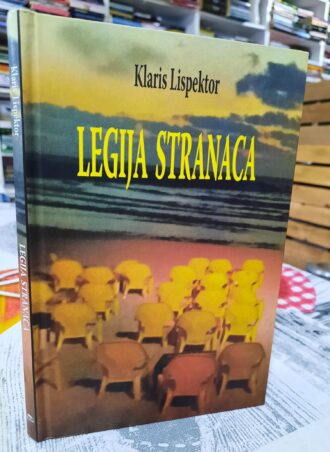 Klaris Lispektor
LEGIJA STRANACA
Klaris Lispektor
LEGIJA STRANACA